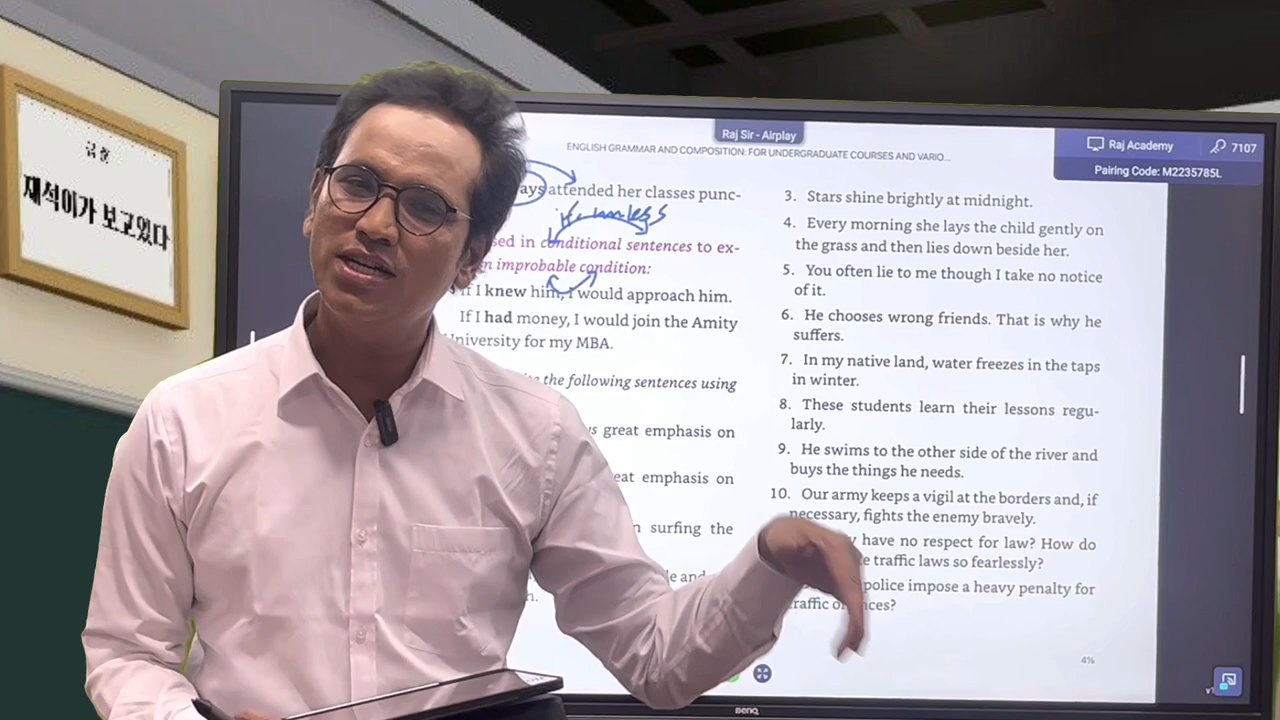 급훈
재석이가 보고있다
Raj Sir - Airplay
Raj Academy
7107
Pairing Code: M2235785L
ENGLISH GRAMMAR AND COMPOSITION: FOR UNDERGRADUATE COURSES AND VARIO...
attended her classes punc-
conditional sentences to ex-
improbable condition:
If I knew him, I would approach him.
If I had money, I would join the Amity
University for my MBA.
the following sentences using
great emphasis on
emphasis on
surfing the
3. Stars shine brightly at midnight.
4. Every morning she lays the child gently on
the grass and then lies down beside her.
5. You often lie to me though I take no notice
of it.
6. He chooses wrong friends. That is why he
suffers.
7. In my native land, water freezes in the taps
in winter.
8. These students learn their lessons regu-
larly.
9. He swims to the other side of the river and
buys the things he needs.
10. Our army keeps a vigil at the borders and, if
necessary, fights the enemy bravely.
have no respect for law? How do
traffic laws so fearlessly?
police impose a heavy penalty for
traffic
4%
BenQ